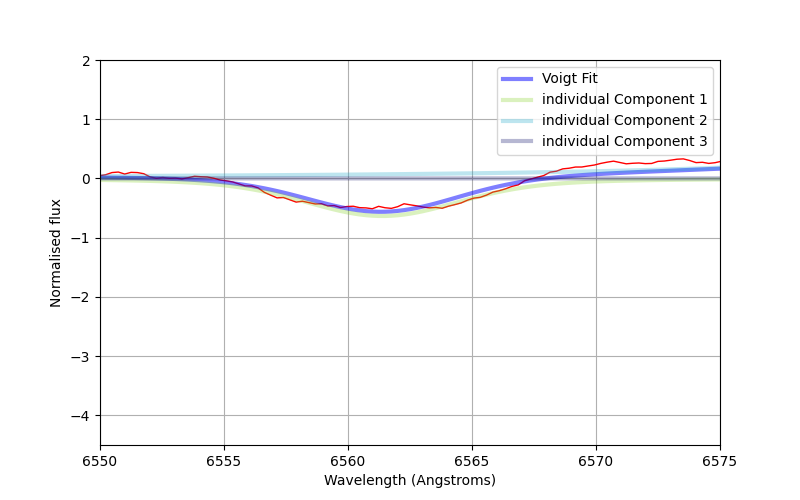 2
1
0
−1
−2
−3
−4
Normalised flux
Voigt Fit
individual Component 1
individual Component 2
individual Component 3
6550
6555
6560
6565
6570
6575
Wavelength (Angstroms)